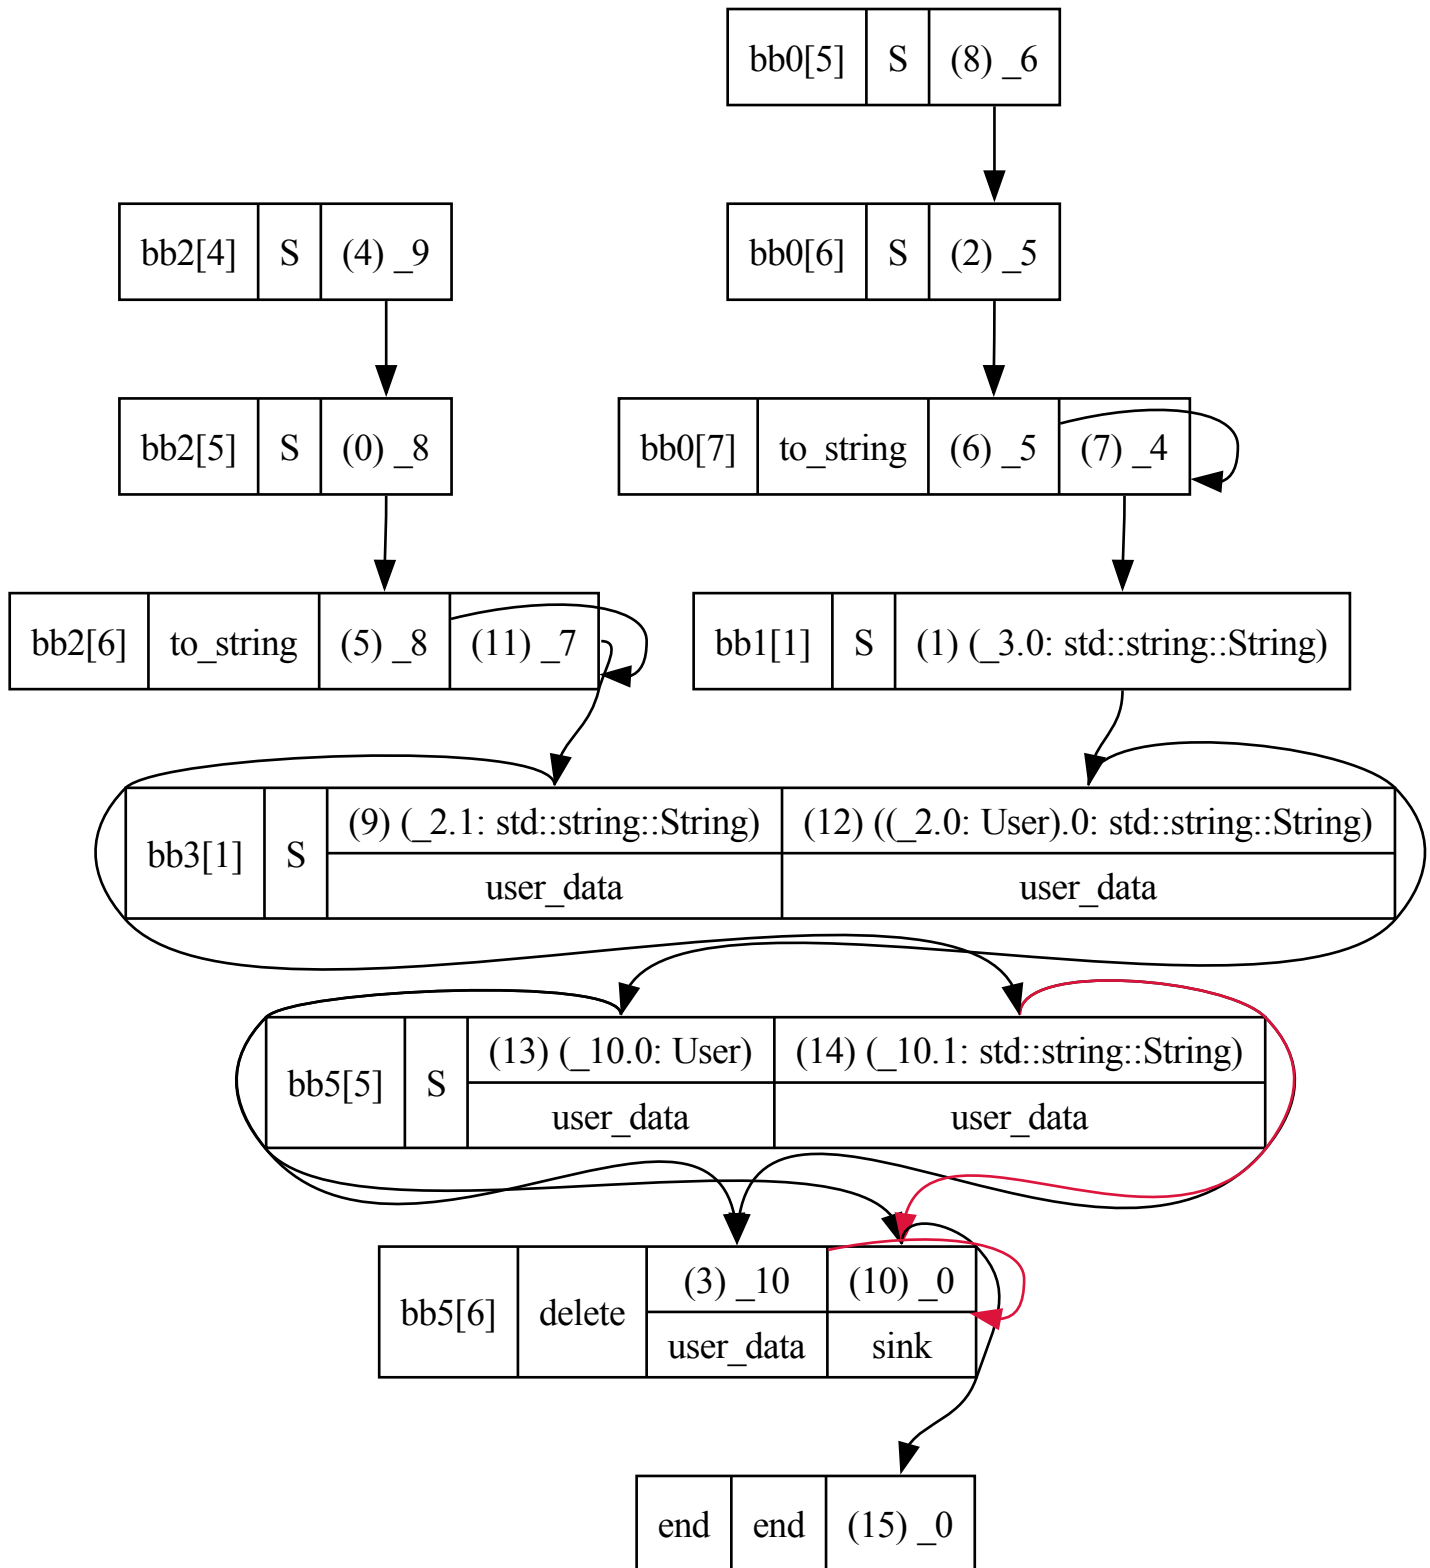 bb0[5] S (8) _6
bb2[4] S (4) _9
bb0[6] S (2) _5
bb2[5] S (0) _8
bb0[7] to_string (6) _5 (7) _4
bb2[6] to_string (5) _8 (11) _7
bb1[1] S (1) (_3.0: std::string::String)
bb3[1] S (9) (_2.1: std::string::String) (12) ((_2.0: User).0: std::string::String)
user_data user_data
bb5[5] S (13) (_10.0: User) (14) (_10.1: std::string::String)
user_data user_data
bb5[6] delete (3) _10 (10) _0
user_data sink
end end (15) _0